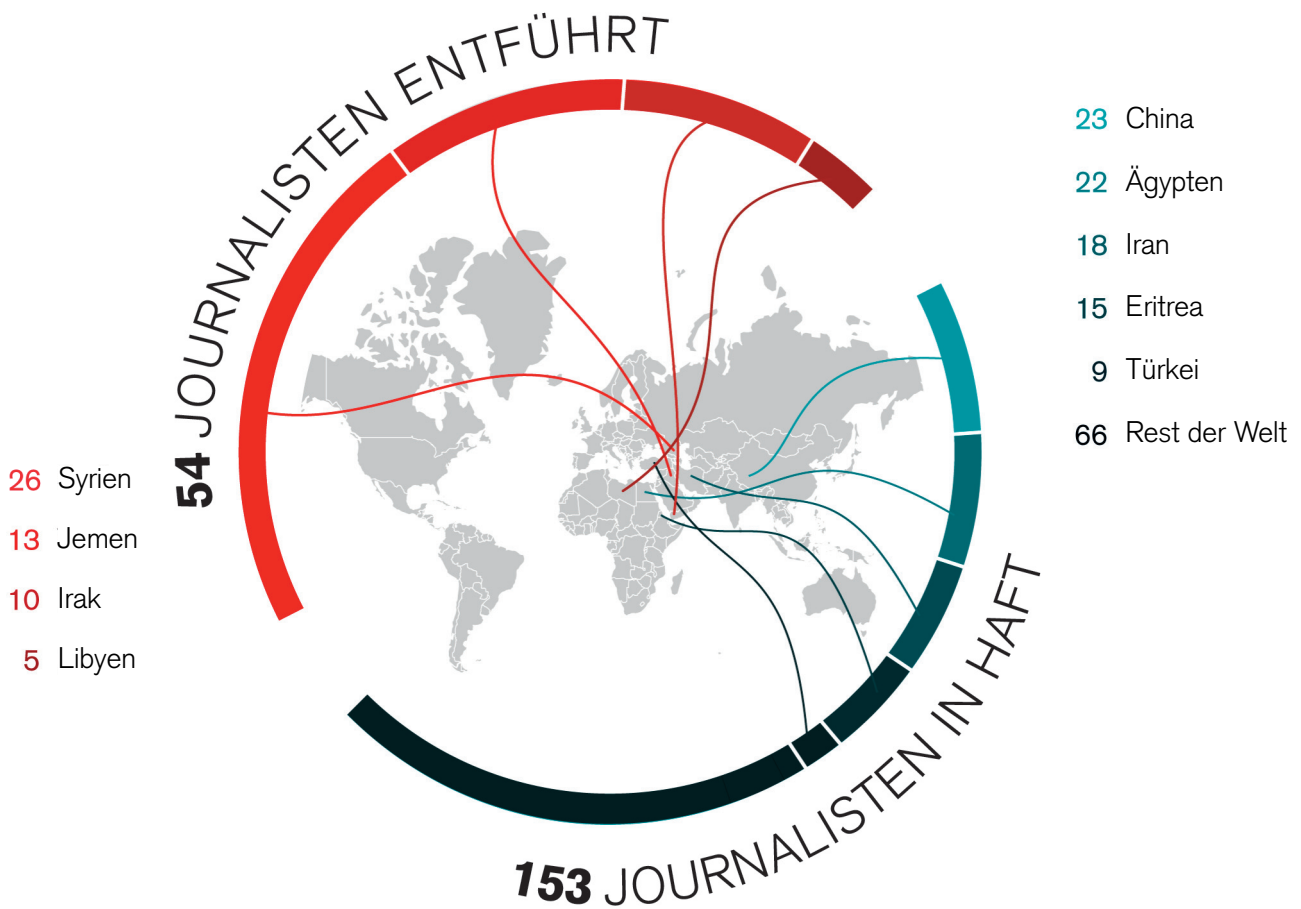 54 JOURNALISTEN ENTFÜHRT
26 Syrien
13 Jemen
10 Irak
5 Libyen
23 China
22 Ägypten
18 Iran
15 Eritrea
9 Türkei
66 Rest der Welt
153 JOURNALISTEN IN HAFT